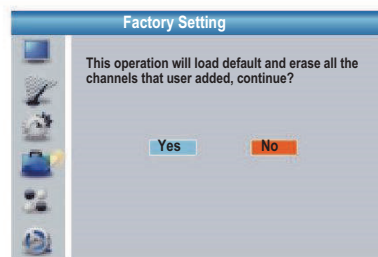 Factory Setting
This operation will load default and erase all the
channels that user added, continue?
Yes No